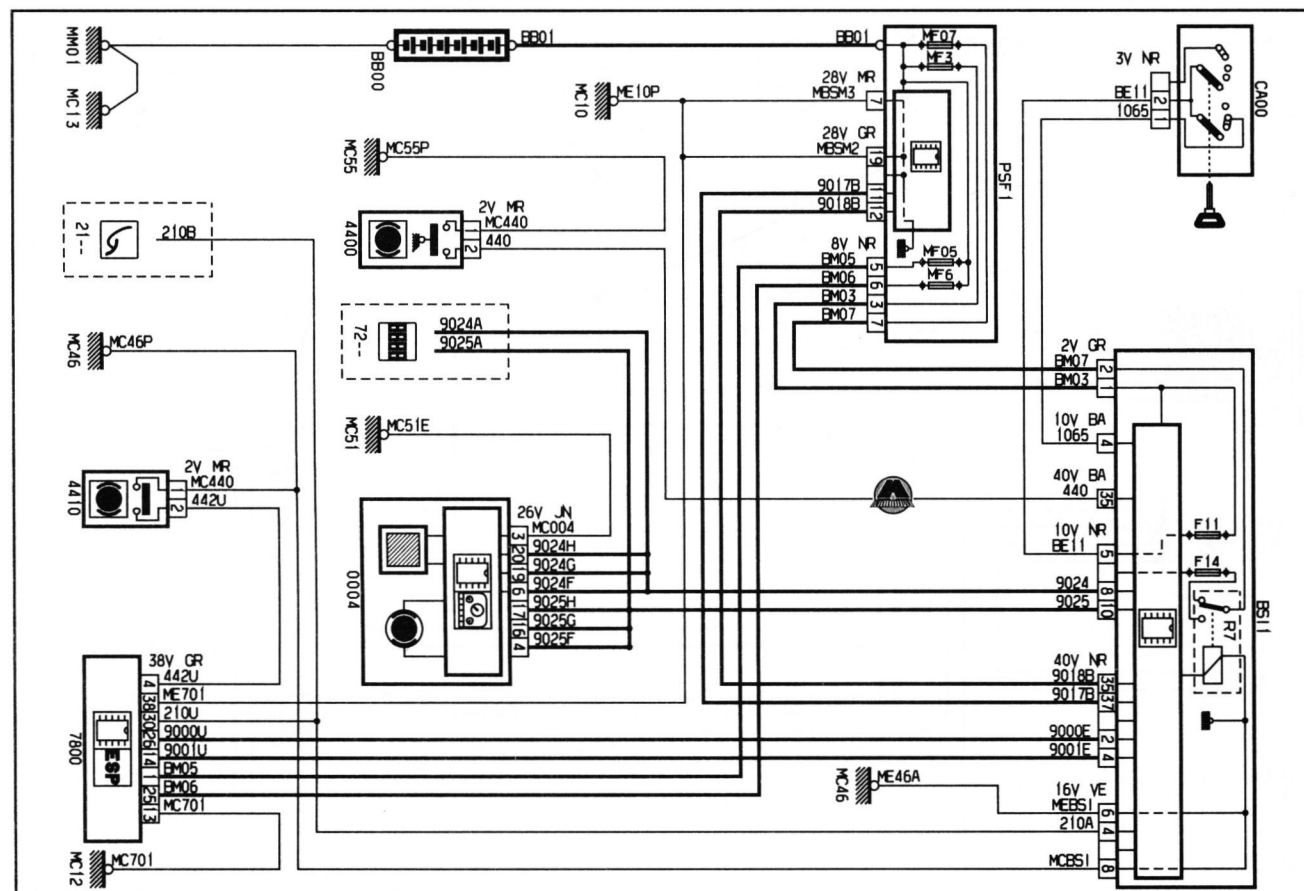 MM01
MC13
BB00
BB01
BB01
MC10
ME10P
28V MR
MBSM3
7
28V GR
MBSM2
19
9017B
11
9018B
12
8V NR
BM05
5
BM06
6
BM03
3
BM07
7
MF07
MF3
MF05
MF6
PSF1
3V NR
BE11
2
1065
1
CA00
MC55
MC55P
2V MR
MC440
1
440
2
4400
21--
210B
72--
9024A
9025A
MC46
MC46P
MC51
MC51E
2V MR
MC440
1
442U
2
4410
0004
26V JN
MC004
3
9024H
20
9024G
19
9024F
6
9025H
17
9025G
16
9025F
4
2V GR
BM07
2
BM03
1
10V BA
1065
4
40V BA
440
35
10V NR
BE11
5
9024
8
9025
10
40V NR
9018B
35
9017B
37
9000E
2
9001E
4
16V VE
MEBSI
6
210A
4
MCBSI
8
F11
F14
R7
BSI1
MC46
ME46A
38V GR
442U
4
ME701
38
210U
30
9000U
26
9001U
14
BM05
1
BM06
25
MC701
13
ESP
7800
MC12
MC701